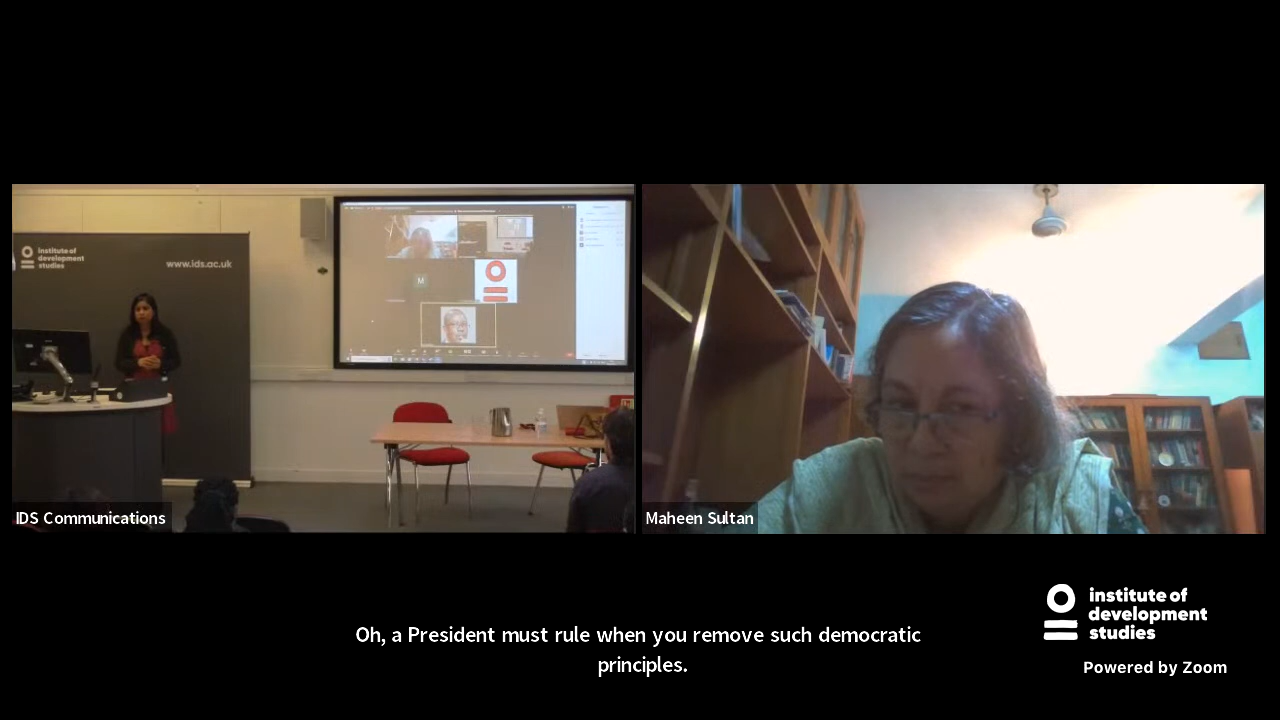 institute of
development
studies
www.ids.ac.uk
M
IDS Communications
Maheen Sultan
Oh, a President must rule when you remove such democratic
principles.
institute of
development
studies
Powered by Zoom